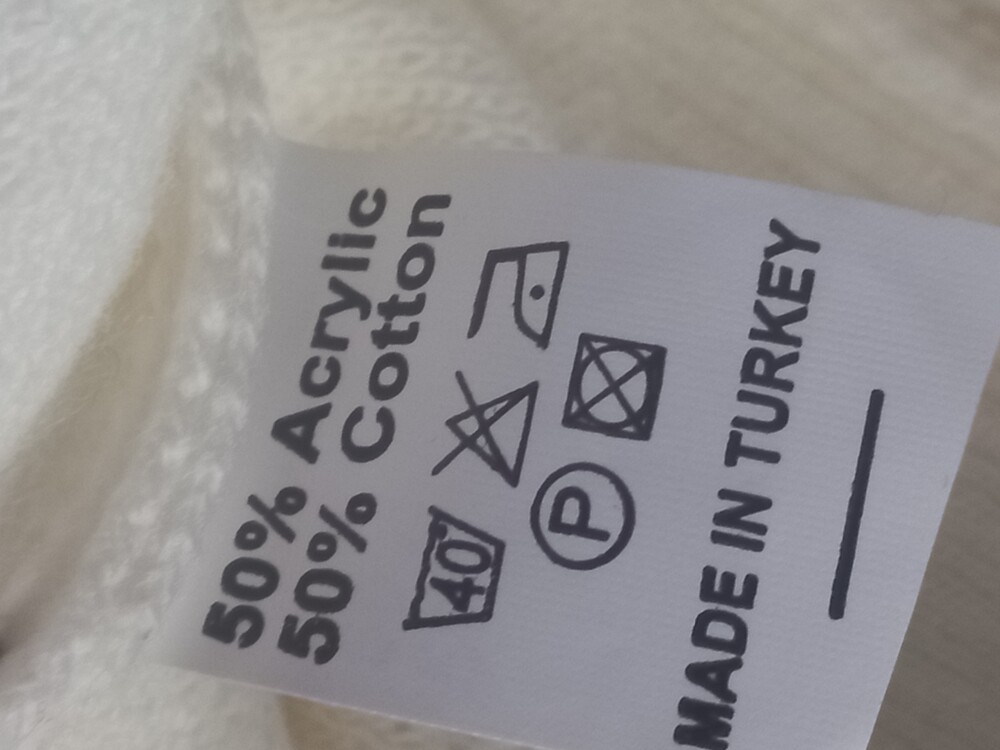 50% Acrylic
50% Cotton
40
P
MADE IN TURKEY